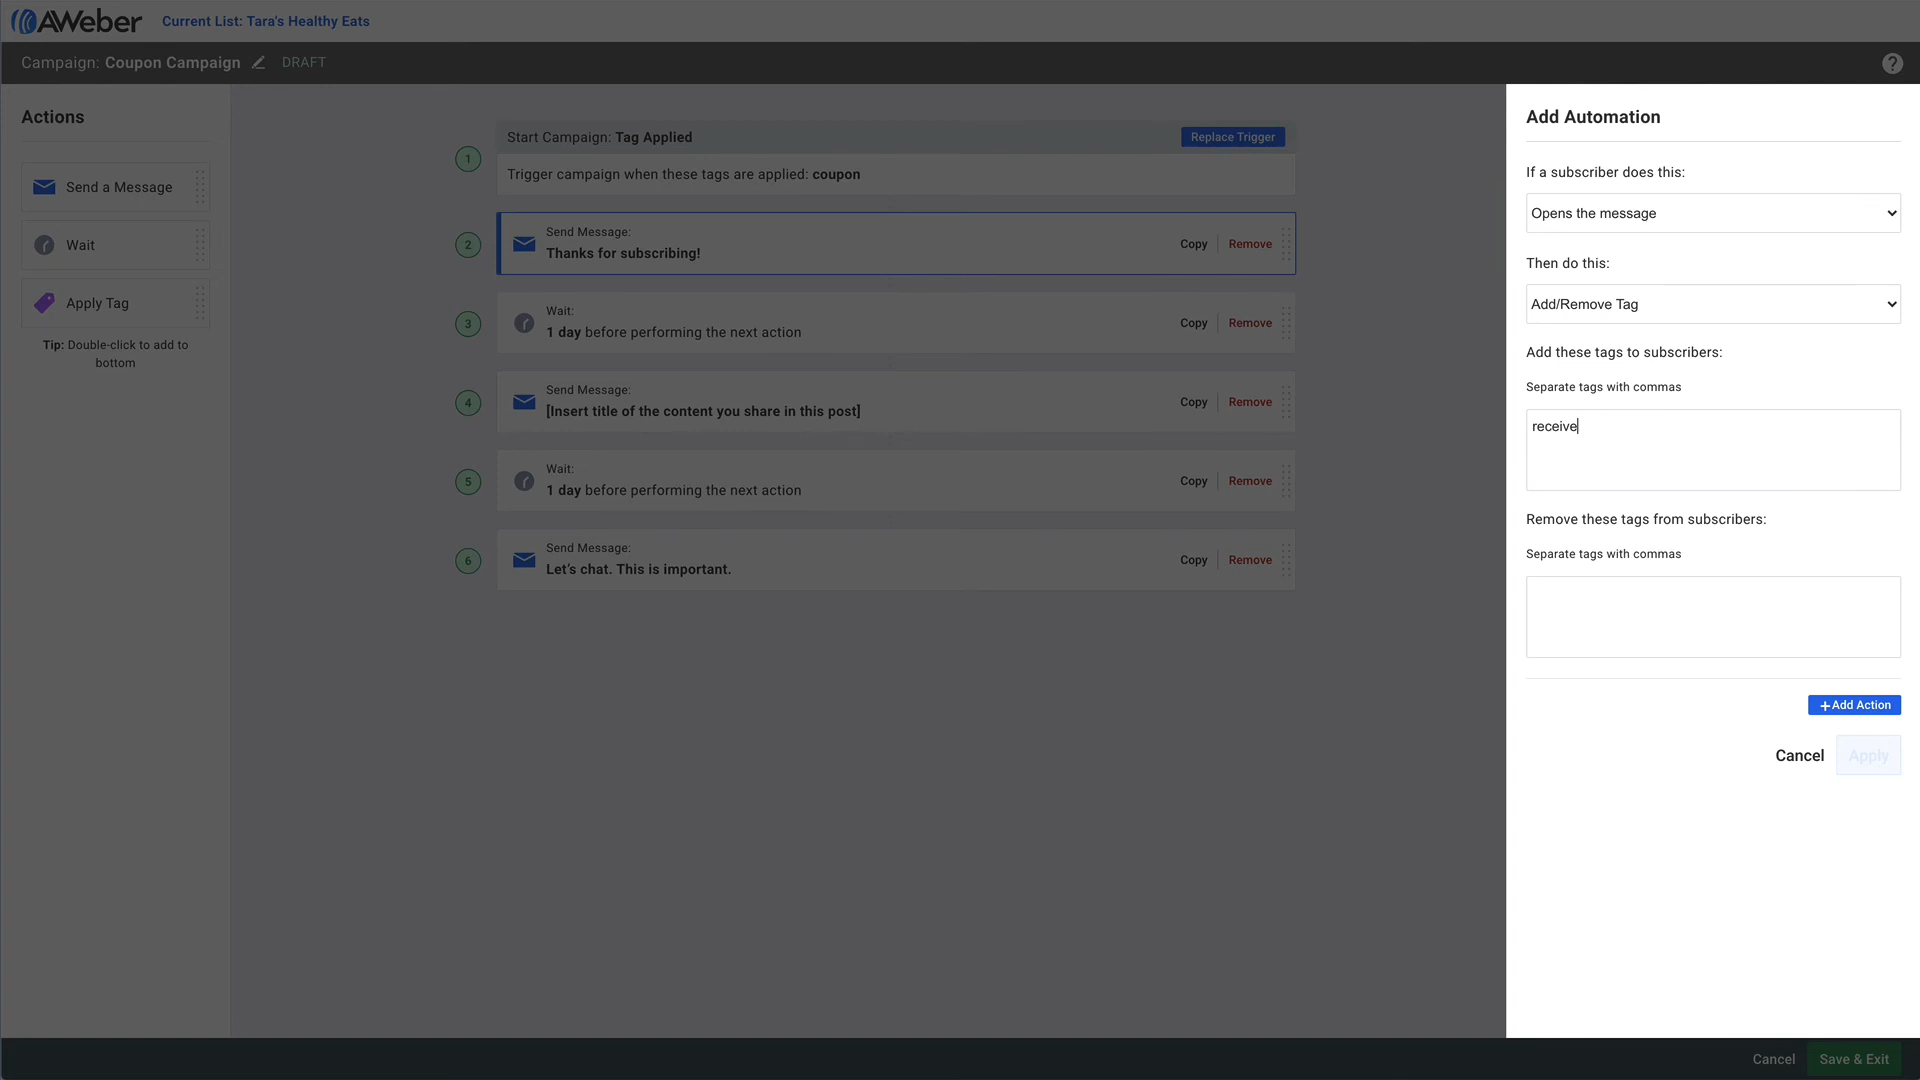 AWeber
Current List: Tara's Healthy Eats
Campaign: Coupon Campaign
DRAFT
?
Actions
Send a Message
Wait
Apply Tag
Tip: Double-click to add to
bottom
Start Campaign: Tag Applied
Replace Trigger
1
Trigger campaign when these tags are applied: coupon
2
Send Message:
Thanks for subscribing!
Copy
Remove
3
Wait:
1 day before performing the next action
Copy
Remove
4
Send Message:
[Insert title of the content you share in this post]
Copy
Remove
5
Wait:
1 day before performing the next action
Copy
Remove
6
Send Message:
Let’s chat. This is important.
Copy
Remove
Add Automation
If a subscriber does this:
Opens the message
Then do this:
Add/Remove Tag
Add these tags to subscribers:
Separate tags with commas
receive
Remove these tags from subscribers:
Separate tags with commas
+Add Action
Cancel
Apply
Cancel
Save & Exit